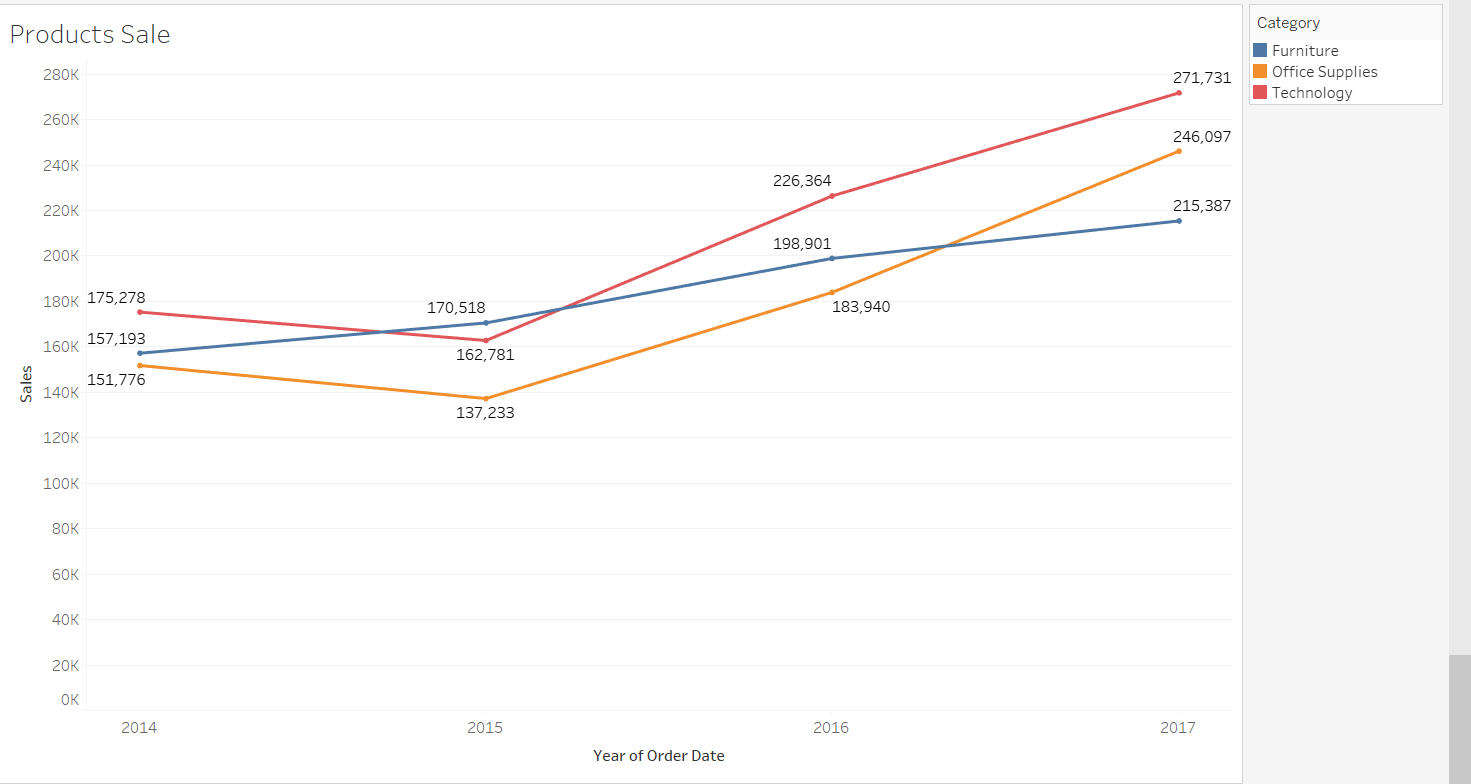 Products Sale
Category
Furniture
Office Supplies
Technology
280K
260K
240K
220K
200K
180K
160K
140K
120K
100K
80K
60K
40K
20K
0K
Sales
175,278
157,193
151,776
170,518
162,781
137,233
226,364
198,901
183,940
271,731
246,097
215,387
2014 2015 2016 2017
Year of Order Date